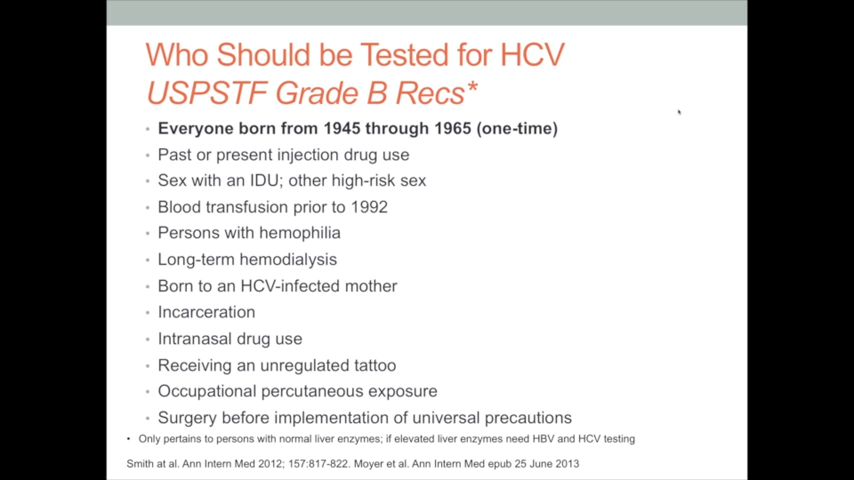 Who Should be Tested for HCV
USPSTF Grade B Recs*
• Everyone born from 1945 through 1965 (one-time)
• Past or present injection drug use
• Sex with an IDU; other high-risk sex
• Blood transfusion prior to 1992
• Persons with hemophilia
• Long-term hemodialysis
• Born to an HCV-infected mother
• Incarceration
• Intranasal drug use
• Receiving an unregulated tattoo
• Occupational percutaneous exposure
• Surgery before implementation of universal precautions
• Only pertains to persons with normal liver enzymes; if elevated liver enzymes need HBV and HCV testing
Smith at al. Ann Intern Med 2012; 157:817-822. Moyer et al. Ann Intern Med epub 25 June 2013